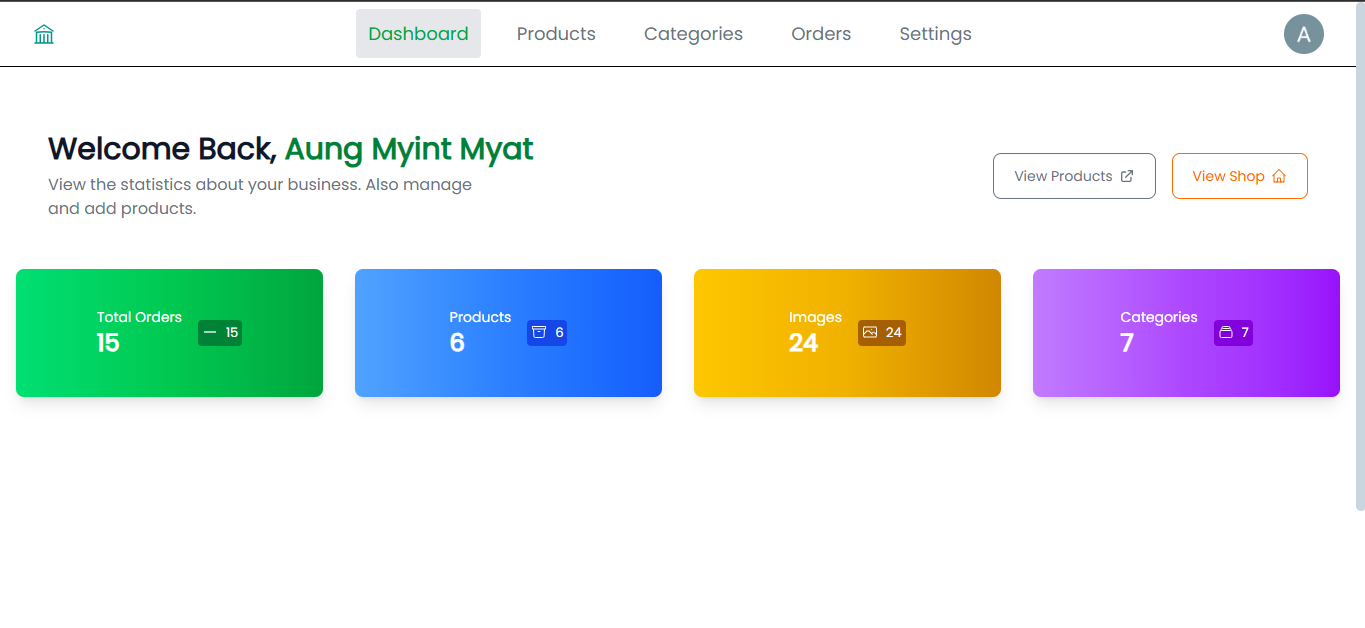 Dashboard Products Categories Orders Settings A
Welcome Back, Aung Myint Myat
View the statistics about your business. Also manage
and add products.
View Products View Shop
Total Orders
15
15
Products
6
6
Images
24
24
Categories
7
7